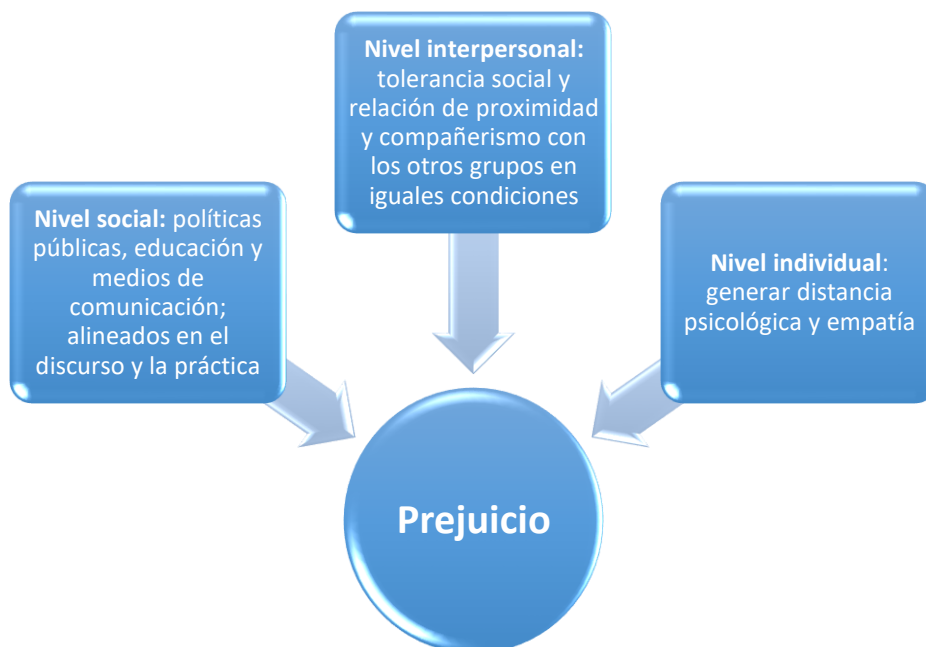 Nivel interpersonal:
tolerancia social y
relación de proximidad
y compañerismo con
los otros grupos en
iguales condiciones
Nivel social: políticas
públicas, educación y
medios de
comunicación;
alineados en el
discurso y la práctica
Nivel individual:
generar distancia
psicológica y empatía
Prejuicio